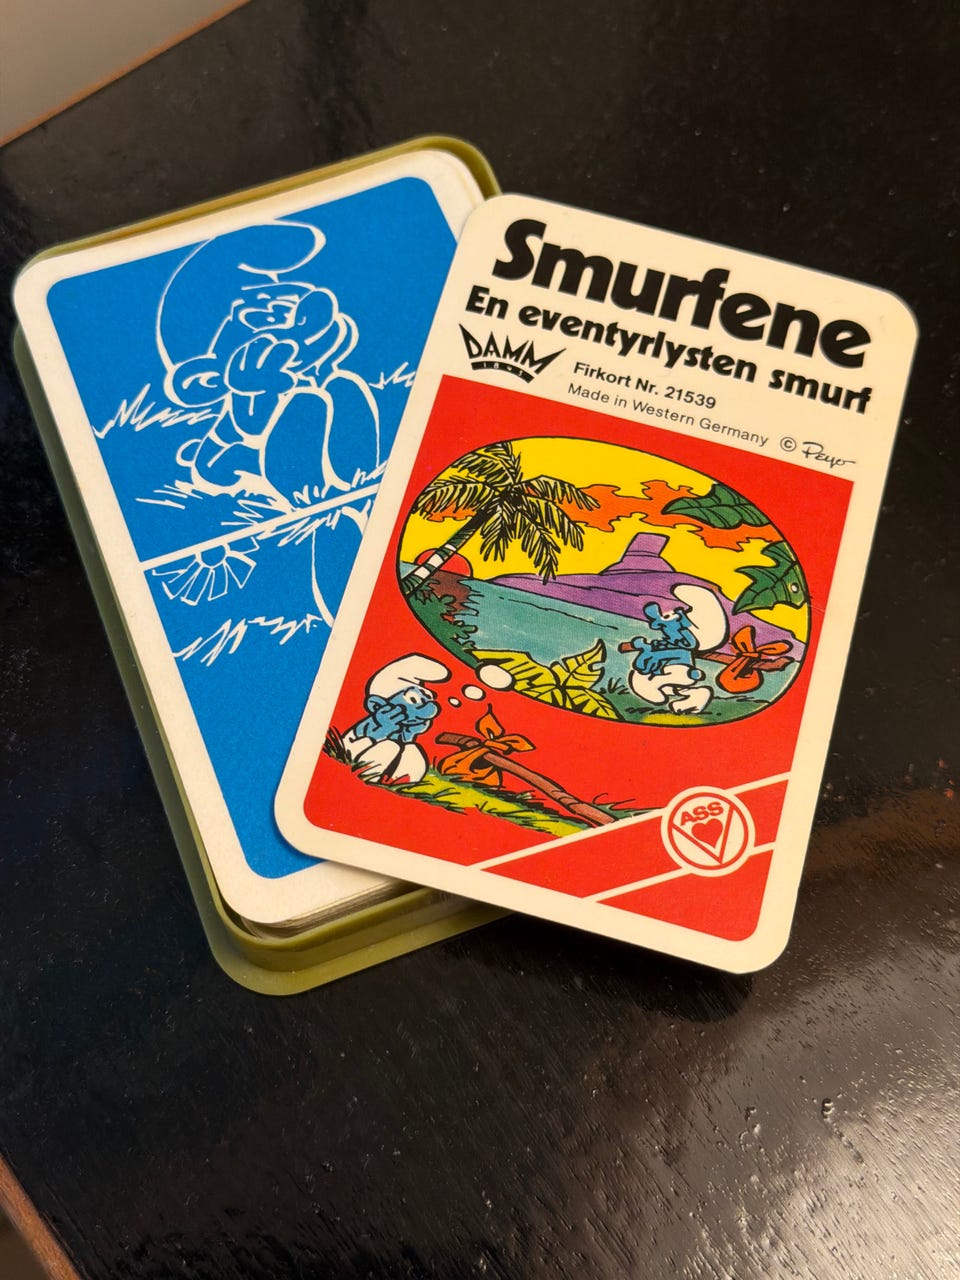 Smurfene
En eventyrlysten smurf
DAMM
1843
Firkort Nr. 21539
Made in Western Germany © Peyo
ASS